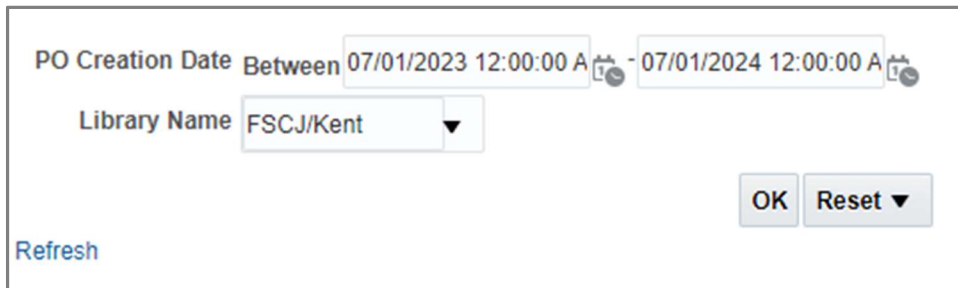 PO Creation Date Between 07/01/2023 12:00:00 A - 07/01/2024 12:00:00 A
Library Name FSCJ/Kent
OK Reset
Refresh